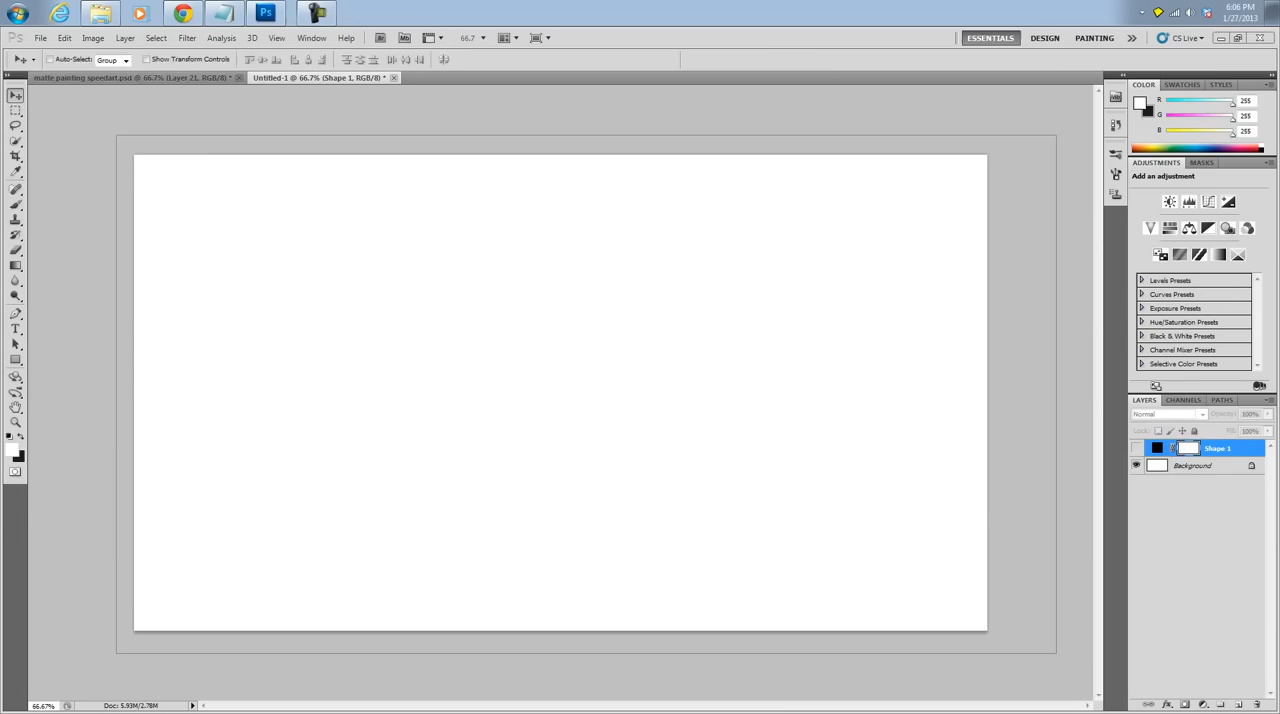 6:06 PM
1/27/2013
Ps
File Edit Image Layer Select Filter Analysis 3D View Window Help
Br Mb 66.7
ESSENTIALS DESIGN PAINTING CS Live
Auto-Select: Group Show Transform Controls
matte painting speedart.psd @ 66.7% (Layer 21, RGB/8) *
Untitled-1 @ 66.7% (Shape 1, RGB/8) *
COLOR SWATCHES STYLES
R 255
G 255
B 255
ADJUSTMENTS MASKS
Add an adjustment
Levels Presets
Curves Presets
Exposure Presets
Hue/Saturation Presets
Black & White Presets
Channel Mixer Presets
Selective Color Presets
LAYERS CHANNELS PATHS
Normal Opacity: 100%
Lock: Fill: 100%
Shape 1
Background
66.67% Doc: 5.93M/2.78M